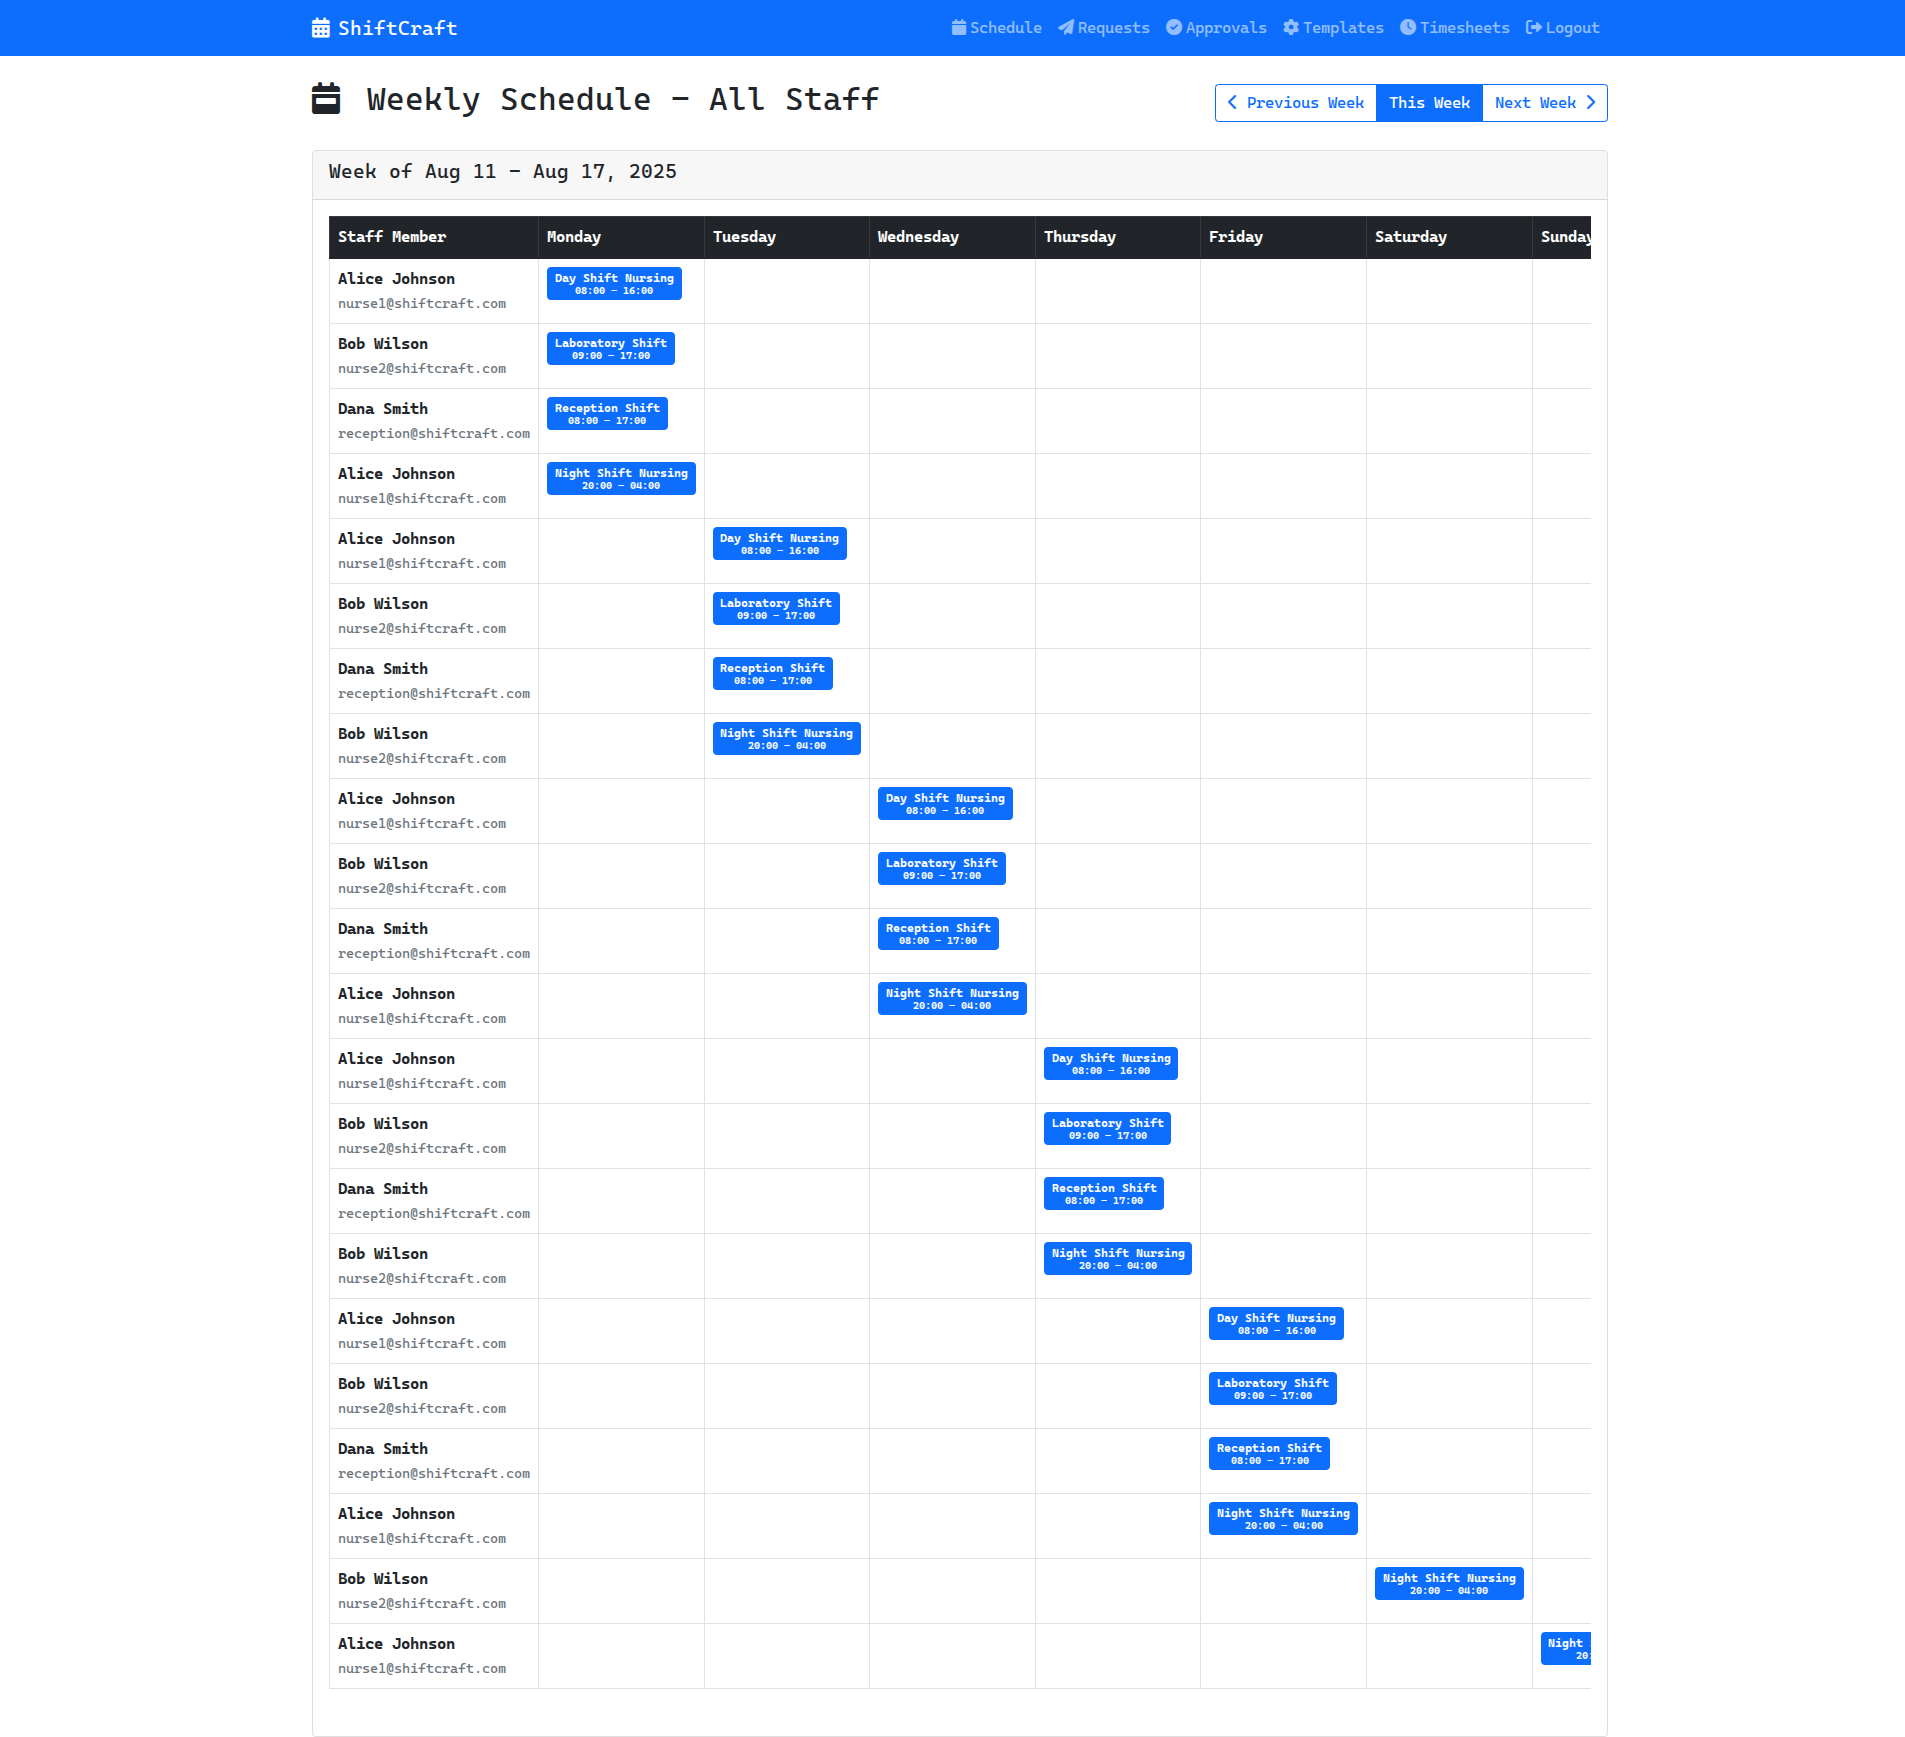 ShiftCraft
Schedule Requests Approvals Templates Timesheets Logout
Weekly Schedule - All Staff
Previous Week This Week Next Week
Week of Aug 11 - Aug 17, 2025
Staff Member Monday Tuesday Wednesday Thursday Friday Saturday Sunday
Alice Johnson Day Shift Nursing
nurse1@shiftcraft.com 08:00 - 16:00
Bob Wilson Laboratory Shift
nurse2@shiftcraft.com 09:00 - 17:00
Dana Smith Reception Shift
reception@shiftcraft.com 08:00 - 17:00
Alice Johnson Night Shift Nursing
nurse1@shiftcraft.com 20:00 - 04:00
Alice Johnson Day Shift Nursing
nurse1@shiftcraft.com 08:00 - 16:00
Bob Wilson Laboratory Shift
nurse2@shiftcraft.com 09:00 - 17:00
Dana Smith Reception Shift
reception@shiftcraft.com 08:00 - 17:00
Bob Wilson Night Shift Nursing
nurse2@shiftcraft.com 20:00 - 04:00
Alice Johnson Day Shift Nursing
nurse1@shiftcraft.com 08:00 - 16:00
Bob Wilson Laboratory Shift
nurse2@shiftcraft.com 09:00 - 17:00
Dana Smith Reception Shift
reception@shiftcraft.com 08:00 - 17:00
Alice Johnson Night Shift Nursing
nurse1@shiftcraft.com 20:00 - 04:00
Alice Johnson Day Shift Nursing
nurse1@shiftcraft.com 08:00 - 16:00
Bob Wilson Laboratory Shift
nurse2@shiftcraft.com 09:00 - 17:00
Dana Smith Reception Shift
reception@shiftcraft.com 08:00 - 17:00
Bob Wilson Night Shift Nursing
nurse2@shiftcraft.com 20:00 - 04:00
Alice Johnson Day Shift Nursing
nurse1@shiftcraft.com 08:00 - 16:00
Bob Wilson Laboratory Shift
nurse2@shiftcraft.com 09:00 - 17:00
Dana Smith Reception Shift
reception@shiftcraft.com 08:00 - 17:00
Alice Johnson Night Shift Nursing
nurse1@shiftcraft.com 20:00 - 04:00
Bob Wilson Night Shift Nursing
nurse2@shiftcraft.com 20:00 - 04:00
Alice Johnson Night
nurse1@shiftcraft.com 20: